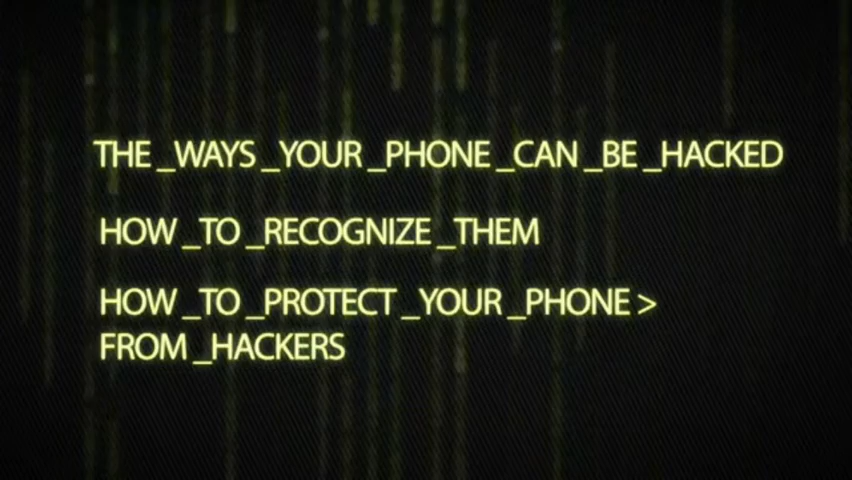 THE _WAYS _YOUR _PHONE _CAN _BE _HACKED
HOW _TO _RECOGNIZE _THEM
HOW _TO _PROTECT _YOUR _PHONE >
FROM _HACKERS